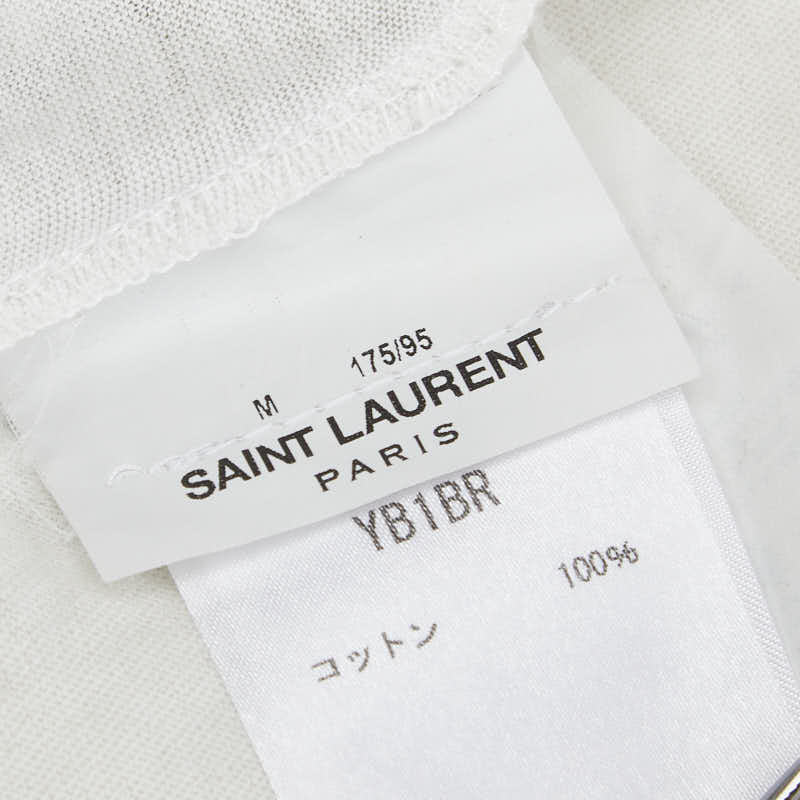 M 175/95
SAINT LAURENT
PARIS
YB1BR
コットン 100%